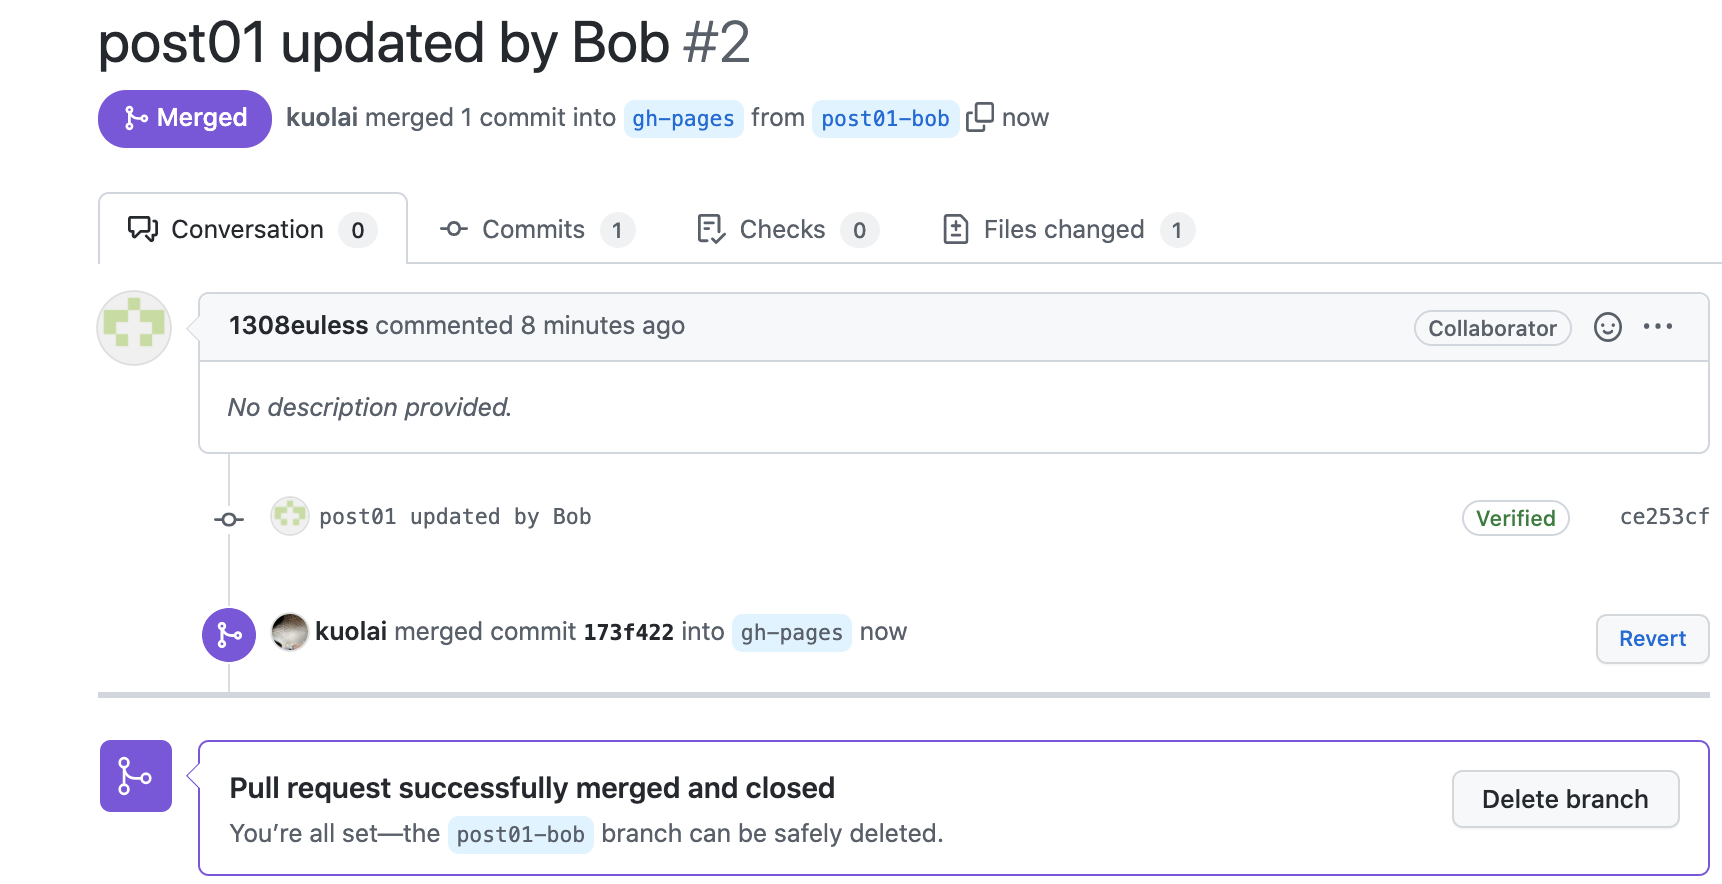 post01 updated by Bob #2
Merged kuolai merged 1 commit into gh-pages from post01-bob now
Conversation 0 Commits 1 Checks 0 Files changed 1
1308euless commented 8 minutes ago Collaborator
No description provided.
post01 updated by Bob Verified ce253cf
kuolai merged commit 173f422 into gh-pages now Revert
Pull request successfully merged and closed
You’re all set—the post01-bob branch can be safely deleted.
Delete branch